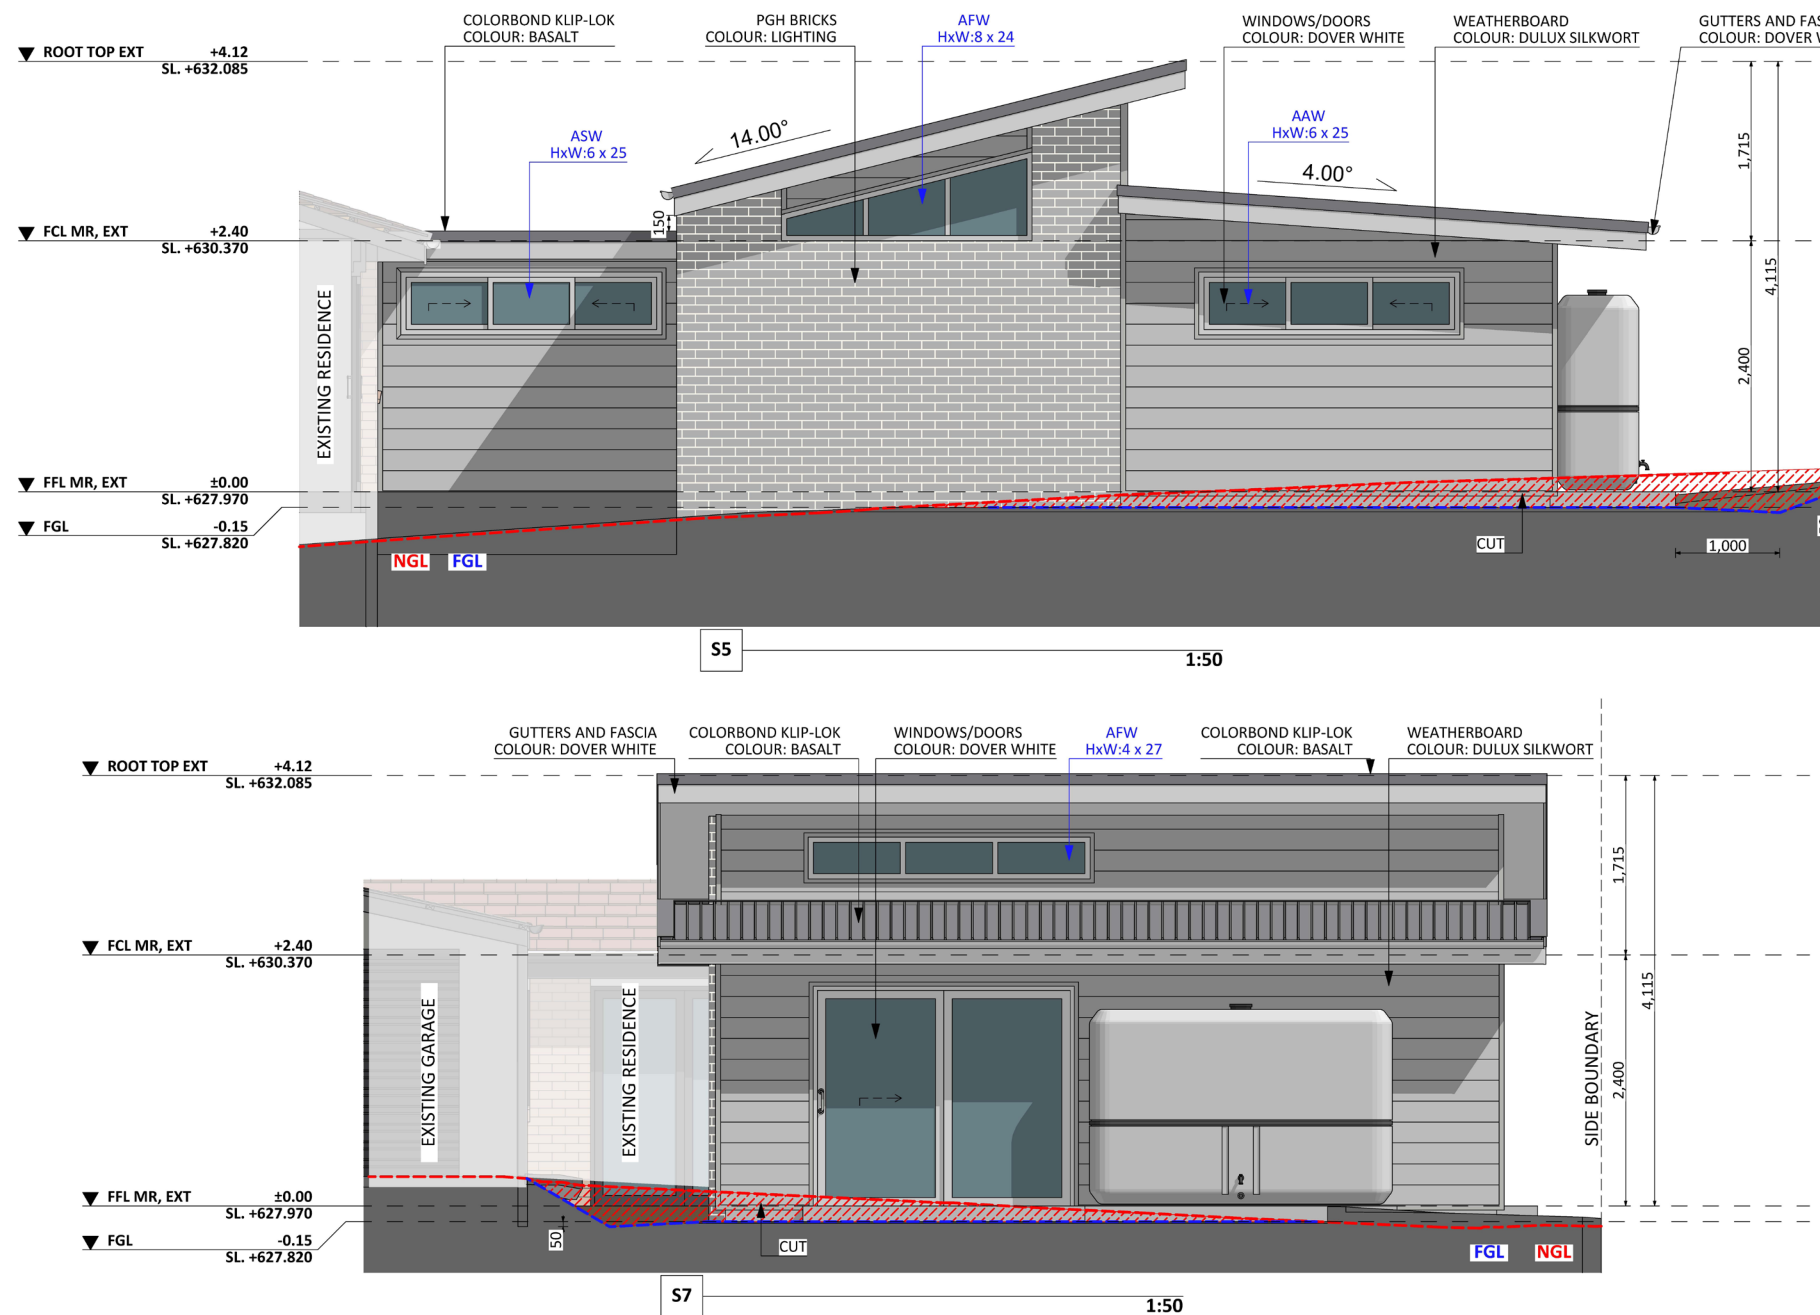 COLORBOND KLIP-LOK
COLOUR: BASALT
PGH BRICKS
COLOUR: LIGHTING
AFW
HxW:8 x 24
WINDOWS/DOORS
COLOUR: DOVER WHITE
WEATHERBOARD
COLOUR: DULUX SILKWORT
GUTTERS AND FAS
COLOUR: DOVER W
ROOT TOP EXT +4.12
SL. +632.085
ASW
HxW:6 x 25
14.00°
AAW
HxW:6 x 25
4.00°
1,715
150
FCL MR, EXT +2.40
SL. +630.370
4,115
EXISTING RESIDENCE
2,400
FFL MR, EXT ±0.00
SL. +627.970
FGL -0.15
SL. +627.820
NGL FGL
CUT
1,000
S5
1:50
GUTTERS AND FASCIA
COLOUR: DOVER WHITE
COLORBOND KLIP-LOK
COLOUR: BASALT
WINDOWS/DOORS
COLOUR: DOVER WHITE
AFW
HxW:4 x 27
COLORBOND KLIP-LOK
COLOUR: BASALT
WEATHERBOARD
COLOUR: DULUX SILKWORT
ROOT TOP EXT +4.12
SL. +632.085
1,715
FCL MR, EXT +2.40
SL. +630.370
4,115
EXISTING GARAGE
EXISTING RESIDENCE
SIDE BOUNDARY
2,400
FFL MR, EXT ±0.00
SL. +627.970
FGL -0.15
SL. +627.820
50
CUT
FGL NGL
S7
1:50